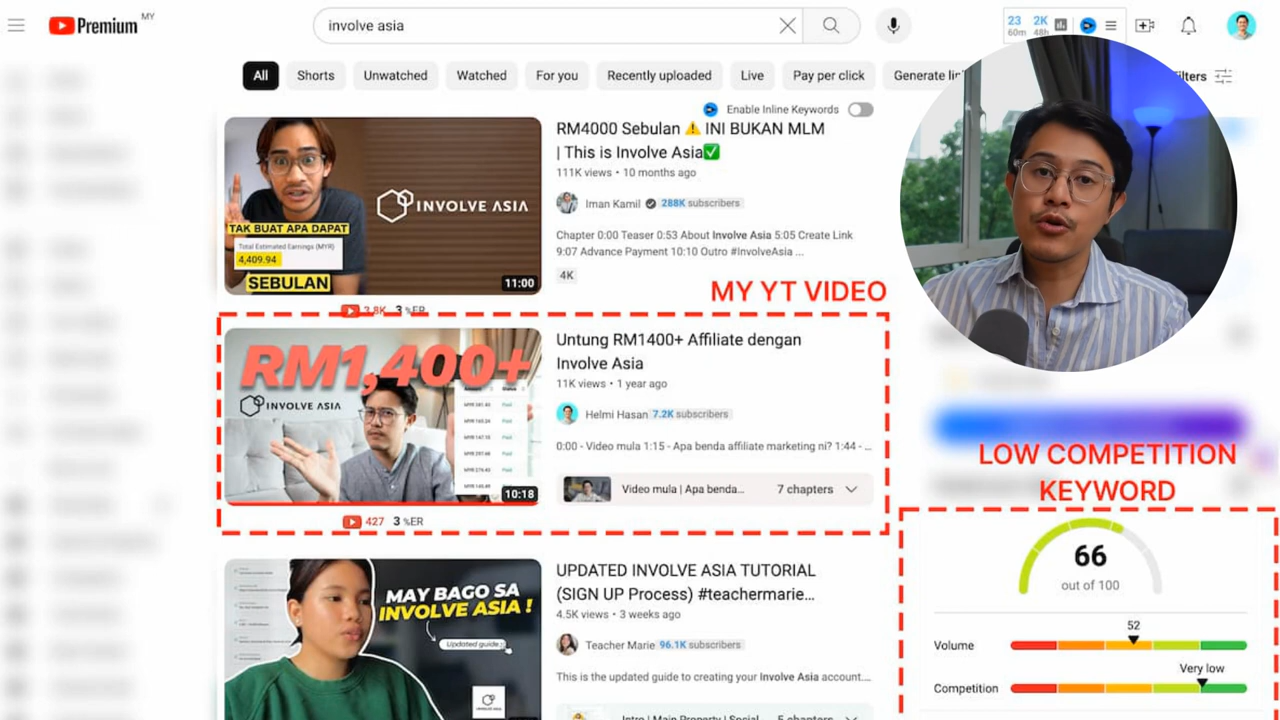 Premium MY
involve asia
23 2K
60m 48h
All Shorts Unwatched Watched For you Recently uploaded Live Pay per click Generate
Enable Inline Keywords
RM4000 Sebulan ⚠️ INI BUKAN MLM
| This is Involve Asia✅
111K views • 10 months ago
Iman Kamil 288K subscribers
Chapter 0:00 Teaser 0:53 About Involve Asia 5:05 Create Link
9:07 Advance Payment 10:10 Outro #InvolveAsia ...
4K
INVOLVE ASIA
TAK BUAT APA DAPAT
Total Estimated Earnings (MYR)
4,409.94
SEBULAN
11:00
3.8K 3 %ER
MY YT VIDEO
RM1,400+
INVOLVE ASIA
10:18
Untung RM1400+ Affiliate dengan
Involve Asia
11K views • 1 year ago
Helmi Hasan 7.2K subscribers
0:00 - Video mula 1:15 - Apa benda affiliate marketing ni? 1:44 - ...
Video mula | Apa benda... 7 chapters
427 3 %ER
LOW COMPETITION
KEYWORD
66
out of 100
52
Volume
Very low
Competition
MAY BAGO SA
INVOLVE ASIA !
Updated guide
INVOLVE ASIA
UPDATED INVOLVE ASIA TUTORIAL
(SIGN UP Process) #teachermarie...
4.5K views • 3 weeks ago
Teacher Marie 96.1K subscribers
This is the updated guide to creating your Involve Asia account....
Intro | Main Property | Social... 5 chapters